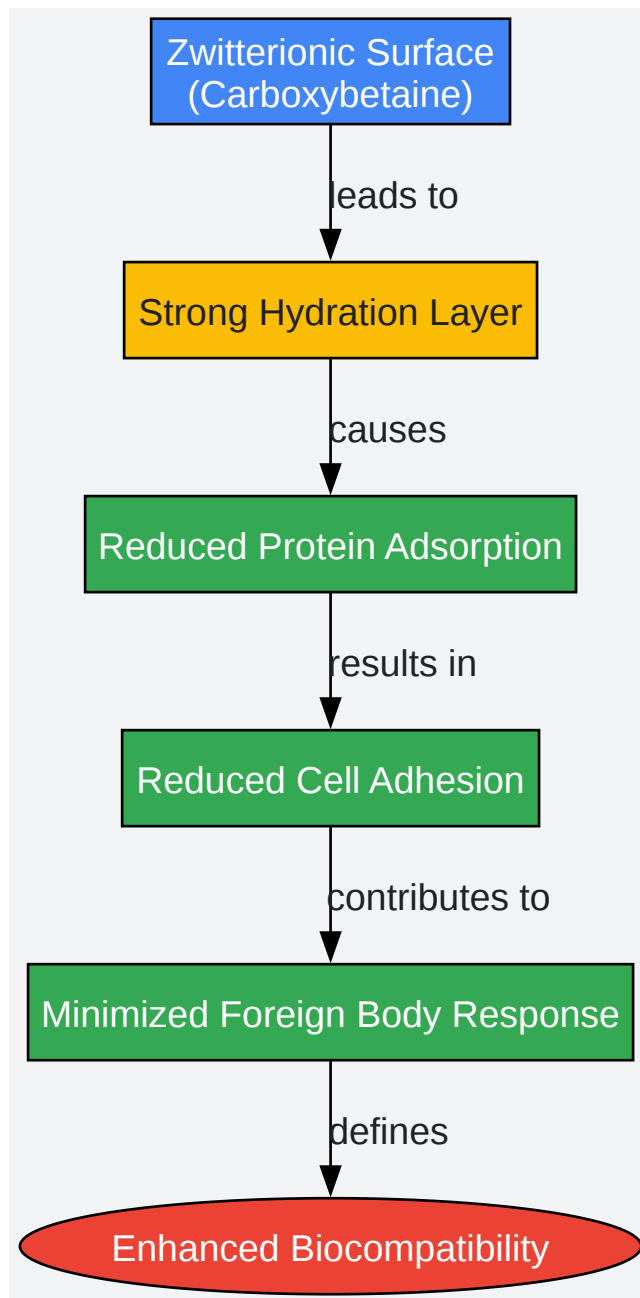 Zwitterionic Surface
(Carboxybetaine)
leads to
Strong Hydration Layer
causes
Reduced Protein Adsorption
results in
Reduced Cell Adhesion
contributes to
Minimized Foreign Body Response
defines
Enhanced Biocompatibility